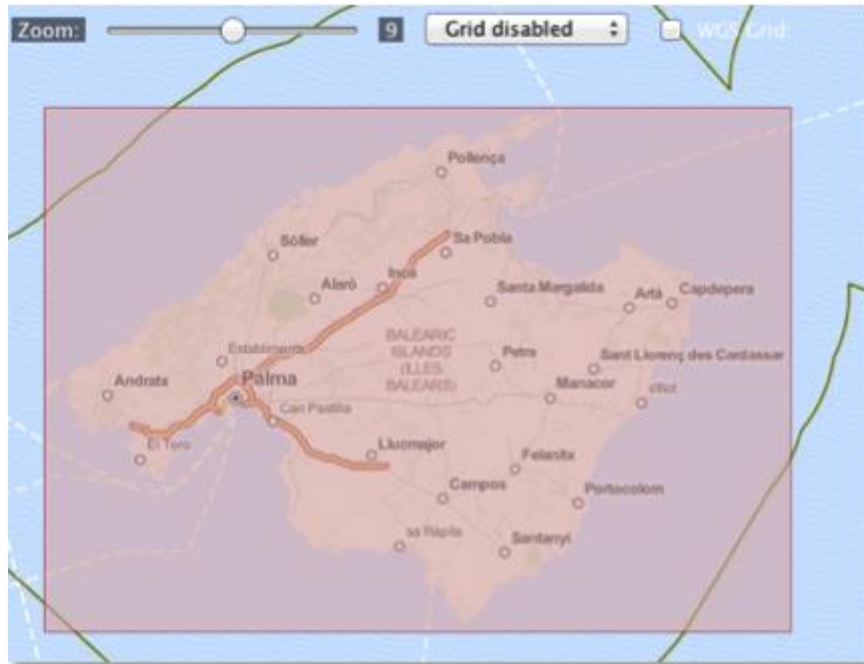 Zoom: 9 Grid disabled WGS Grid:
Pollença
Sóller
Sa Pobla
Inca
Alaró
Santa Margalida
Artà
Capdepera
Establiments
BALEARIC
ISLANDS
(ILLES
BALEARS)
Petra
Sant Llorenç des Cardassar
Andratx
Palma
Manacor
s'Illot
Can Pastilla
El Toro
Llucmajor
Felanitx
Campos
Portocolom
sa Ràpita
Santanyí